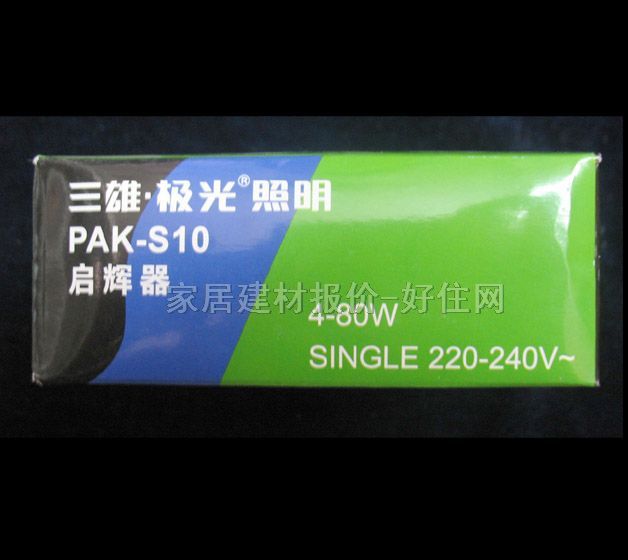 三雄·极光®照明
PAK-S10
启辉器
家居建材报价-好住网
4-80W
SINGLE 220-240V~